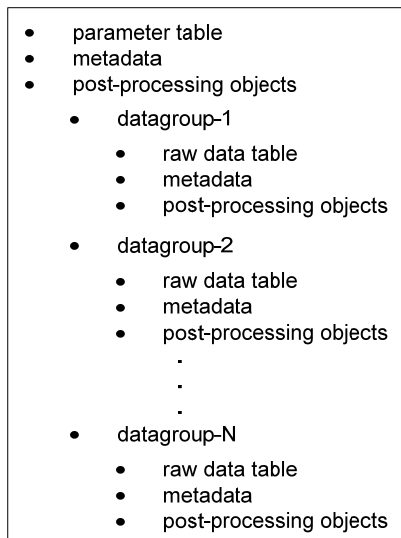 • parameter table
• metadata
• post-processing objects
• datagroup-1
• raw data table
• metadata
• post-processing objects
• datagroup-2
• raw data table
• metadata
• post-processing objects
.
.
.
• datagroup-N
• raw data table
• metadata
• post-processing objects